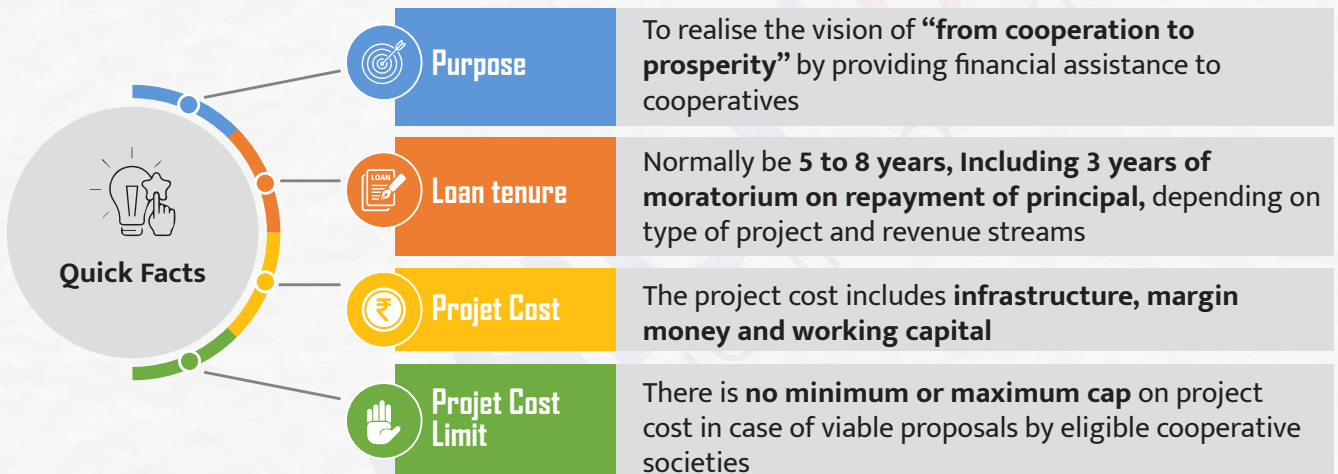 Quick Facts
Purpose
To realise the vision of “from cooperation to
prosperity” by providing financial assistance to
cooperatives
LOAN
Loan tenure
Normally be 5 to 8 years, Including 3 years of
moratorium on repayment of principal, depending on
type of project and revenue streams
₹
Projet Cost
The project cost includes infrastructure, margin
money and working capital
Projet Cost
Limit
There is no minimum or maximum cap on project
cost in case of viable proposals by eligible cooperative
societies